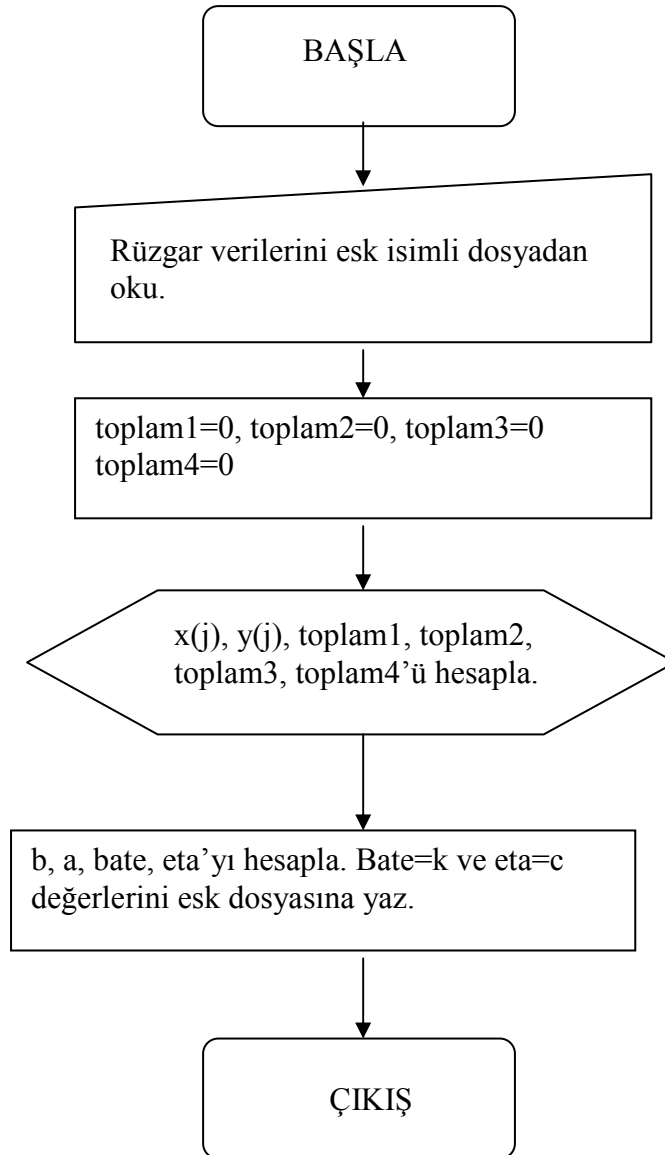 BAŞLA
Rüzgar verilerini esk isimli dosyadan
oku.
toplam1=0, toplam2=0, toplam3=0
toplam4=0
x(j), y(j), toplam1, toplam2,
toplam3, toplam4’ü hesapla.
b, a, bate, eta’yı hesapla. Bate=k ve eta=c
değerlerini esk dosyasına yaz.
ÇIKIŞ